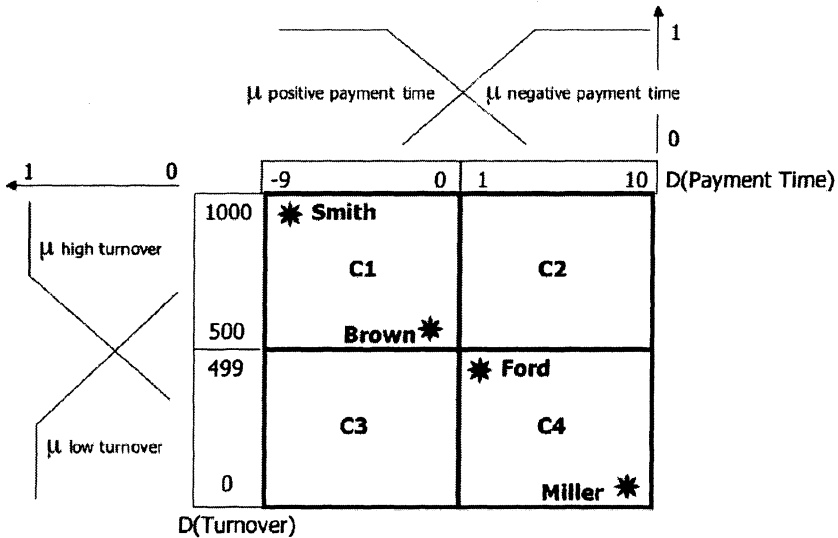 1
μ positive payment time
μ negative payment time
0
1
0
-9
0
1
10
D(Payment Time)
1000
Smith
μ high turnover
C1
C2
Brown
500
499
Ford
C3
C4
μ low turnover
0
Miller
D(Turnover)